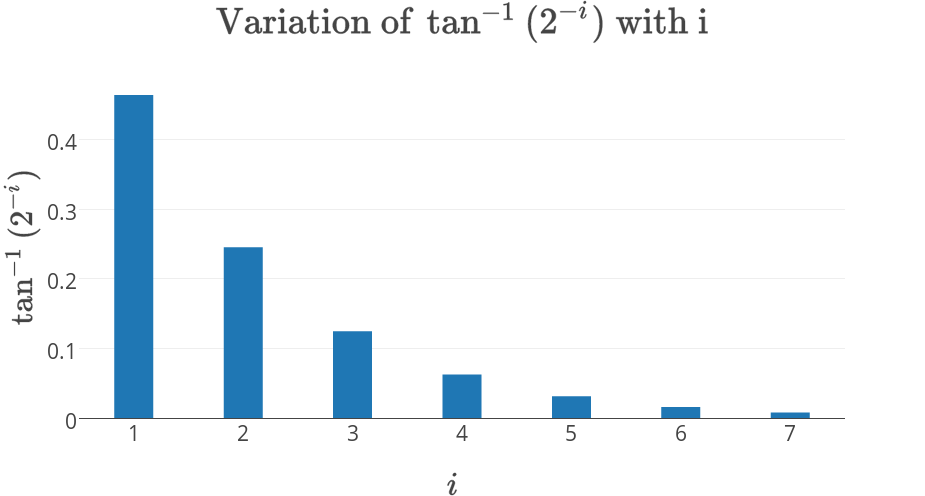 Variation of tan⁻¹ (2⁻ⁱ) with i
tan⁻¹ (2⁻ⁱ)
0.4
0.3
0.2
0.1
0
1 2 3 4 5 6 7
i